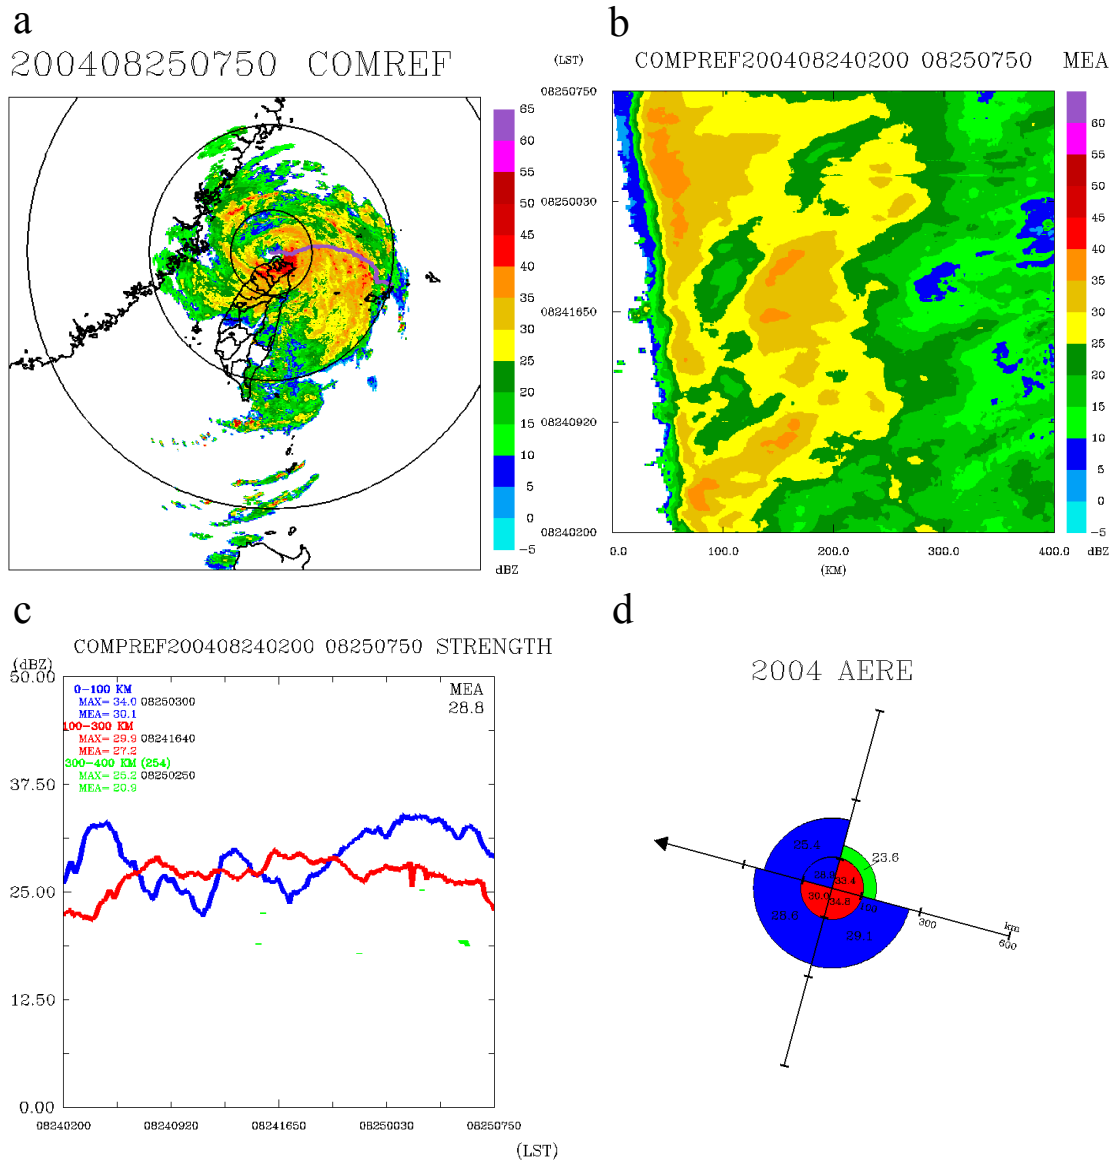 a
200408250750 COMREF
65
60
55
50
45
40
35
30
25
20
15
10
5
0
-5
dBZ
b
(LST) COMPREF200408240200 08250750 MEA
08250750
08250030
08241650
08240920
08240200
0.0 100.0 200.0 300.0 400.0
(KM)
60
55
50
45
40
35
30
25
20
15
10
5
0
-5
dBZ
c
COMPREF200408240200 08250750 STRENGTH
(dBZ)
50.00
37.50
25.00
12.50
0.00
0-100 KM
MAX= 34.0 08250300
MEA= 30.1
100-300 KM
MAX= 29.9 08241640
MEA= 27.2
300-400 KM (254)
MAX= 25.2 08250250
MEA= 20.9
MEA
28.8
08240200 08240920 08241650 08250030 08250750
(LST)
d
2004 AERE
25.4
23.6
33.4
30.0
34.8
29.1
100
300
km
600